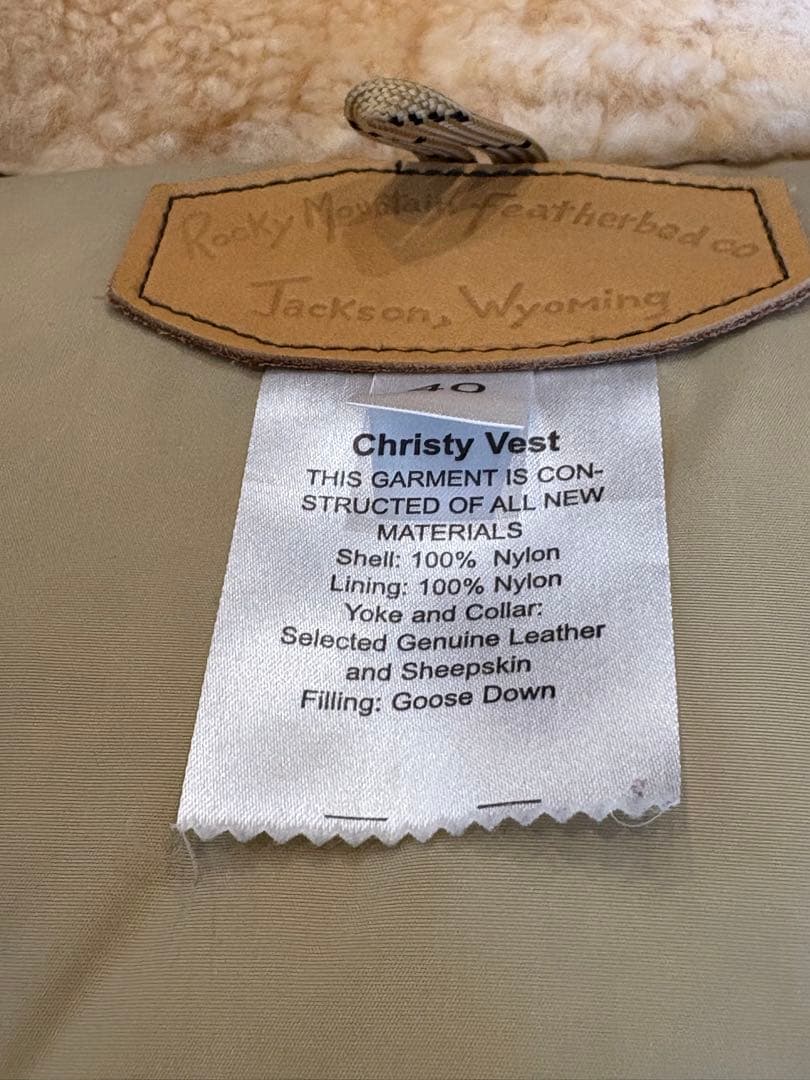 Rocky Mountain Featherbed co
Jackson, Wyoming
40
Christy Vest
THIS GARMENT IS CON-
STRUCTED OF ALL NEW
MATERIALS
Shell: 100% Nylon
Lining: 100% Nylon
Yoke and Collar:
Selected Genuine Leather
and Sheepskin
Filling: Goose Down